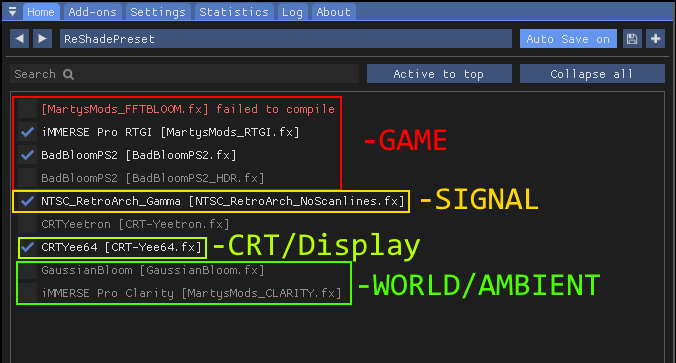 Home Add-ons Settings Statistics Log About
ReShadePreset Auto Save on
Search Active to top Collapse all
[MartysMods_FFTBLOOM.fx] failed to compile
iMMERSE Pro RTGI [MartysMods_RTGI.fx]
-GAME
BadBloomPS2 [BadBloomPS2.fx]
BadBloomPS2 [BadBloomPS2_HDR.fx]
NTSC_RetroArch_Gamma [NTSC_RetroArch_NoScanlines.fx] -SIGNAL
CRTYeetron [CRT-Yeetron.fx]
CRTYee64 [CRT-Yee64.fx] -CRT/Display
GaussianBloom [GaussianBloom.fx]
-WORLD/AMBIENT
iMMERSE Pro Clarity [MartysMods_CLARITY.fx]